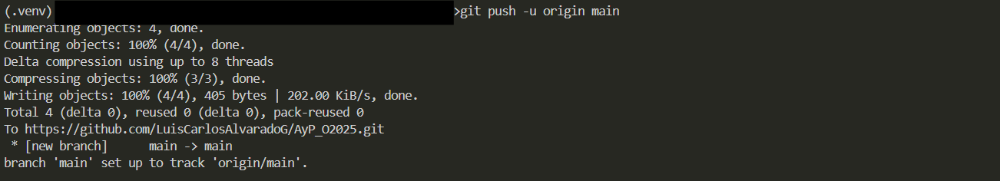 (.venv) >git push -u origin main
Enumerating objects: 4, done.
Counting objects: 100% (4/4), done.
Delta compression using up to 8 threads
Compressing objects: 100% (3/3), done.
Writing objects: 100% (4/4), 405 bytes | 202.00 KiB/s, done.
Total 4 (delta 0), reused 0 (delta 0), pack-reused 0
To https://github.com/LuisCarlosAlvaradoG/AyP_O2025.git
 * [new branch]      main -> main
branch 'main' set up to track 'origin/main'.